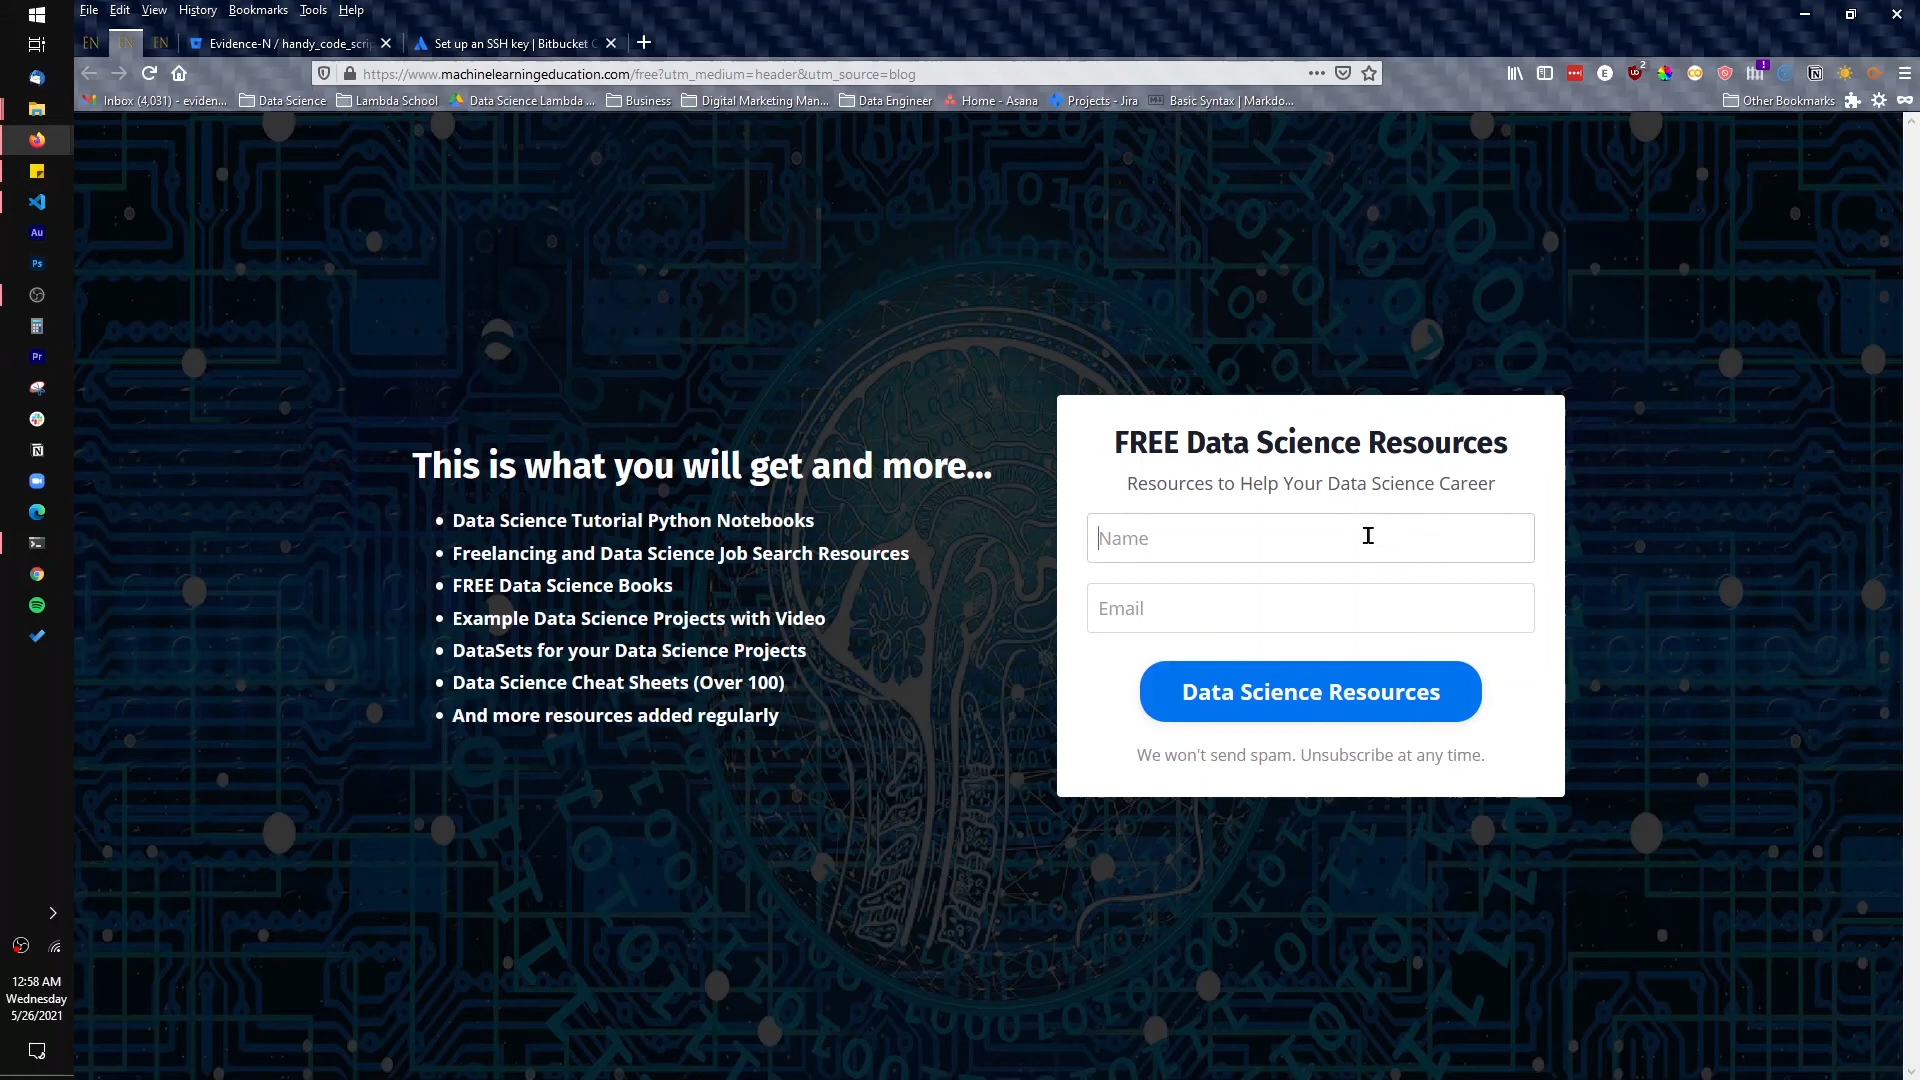 File Edit View History Bookmarks Tools Help
EN EN EN Evidence-N / handy_code_scrip Set up an SSH key | Bitbucket C
https://www.machinelearningeducation.com/free?utm_medium=header&utm_source=blog
Inbox (4,031) - eviden... Data Science Lambda School Data Science Lambda ... Business Digital Marketing Man... Data Engineer Home - Asana Projects - Jira Basic Syntax | Markdo... Other Bookmarks
This is what you will get and more...
• Data Science Tutorial Python Notebooks
• Freelancing and Data Science Job Search Resources
• FREE Data Science Books
• Example Data Science Projects with Video
• DataSets for your Data Science Projects
• Data Science Cheat Sheets (Over 100)
• And more resources added regularly
FREE Data Science Resources
Resources to Help Your Data Science Career
Name
Email
Data Science Resources
We won't send spam. Unsubscribe at any time.
Au
Ps
Pr
12:58 AM
Wednesday
5/26/2021